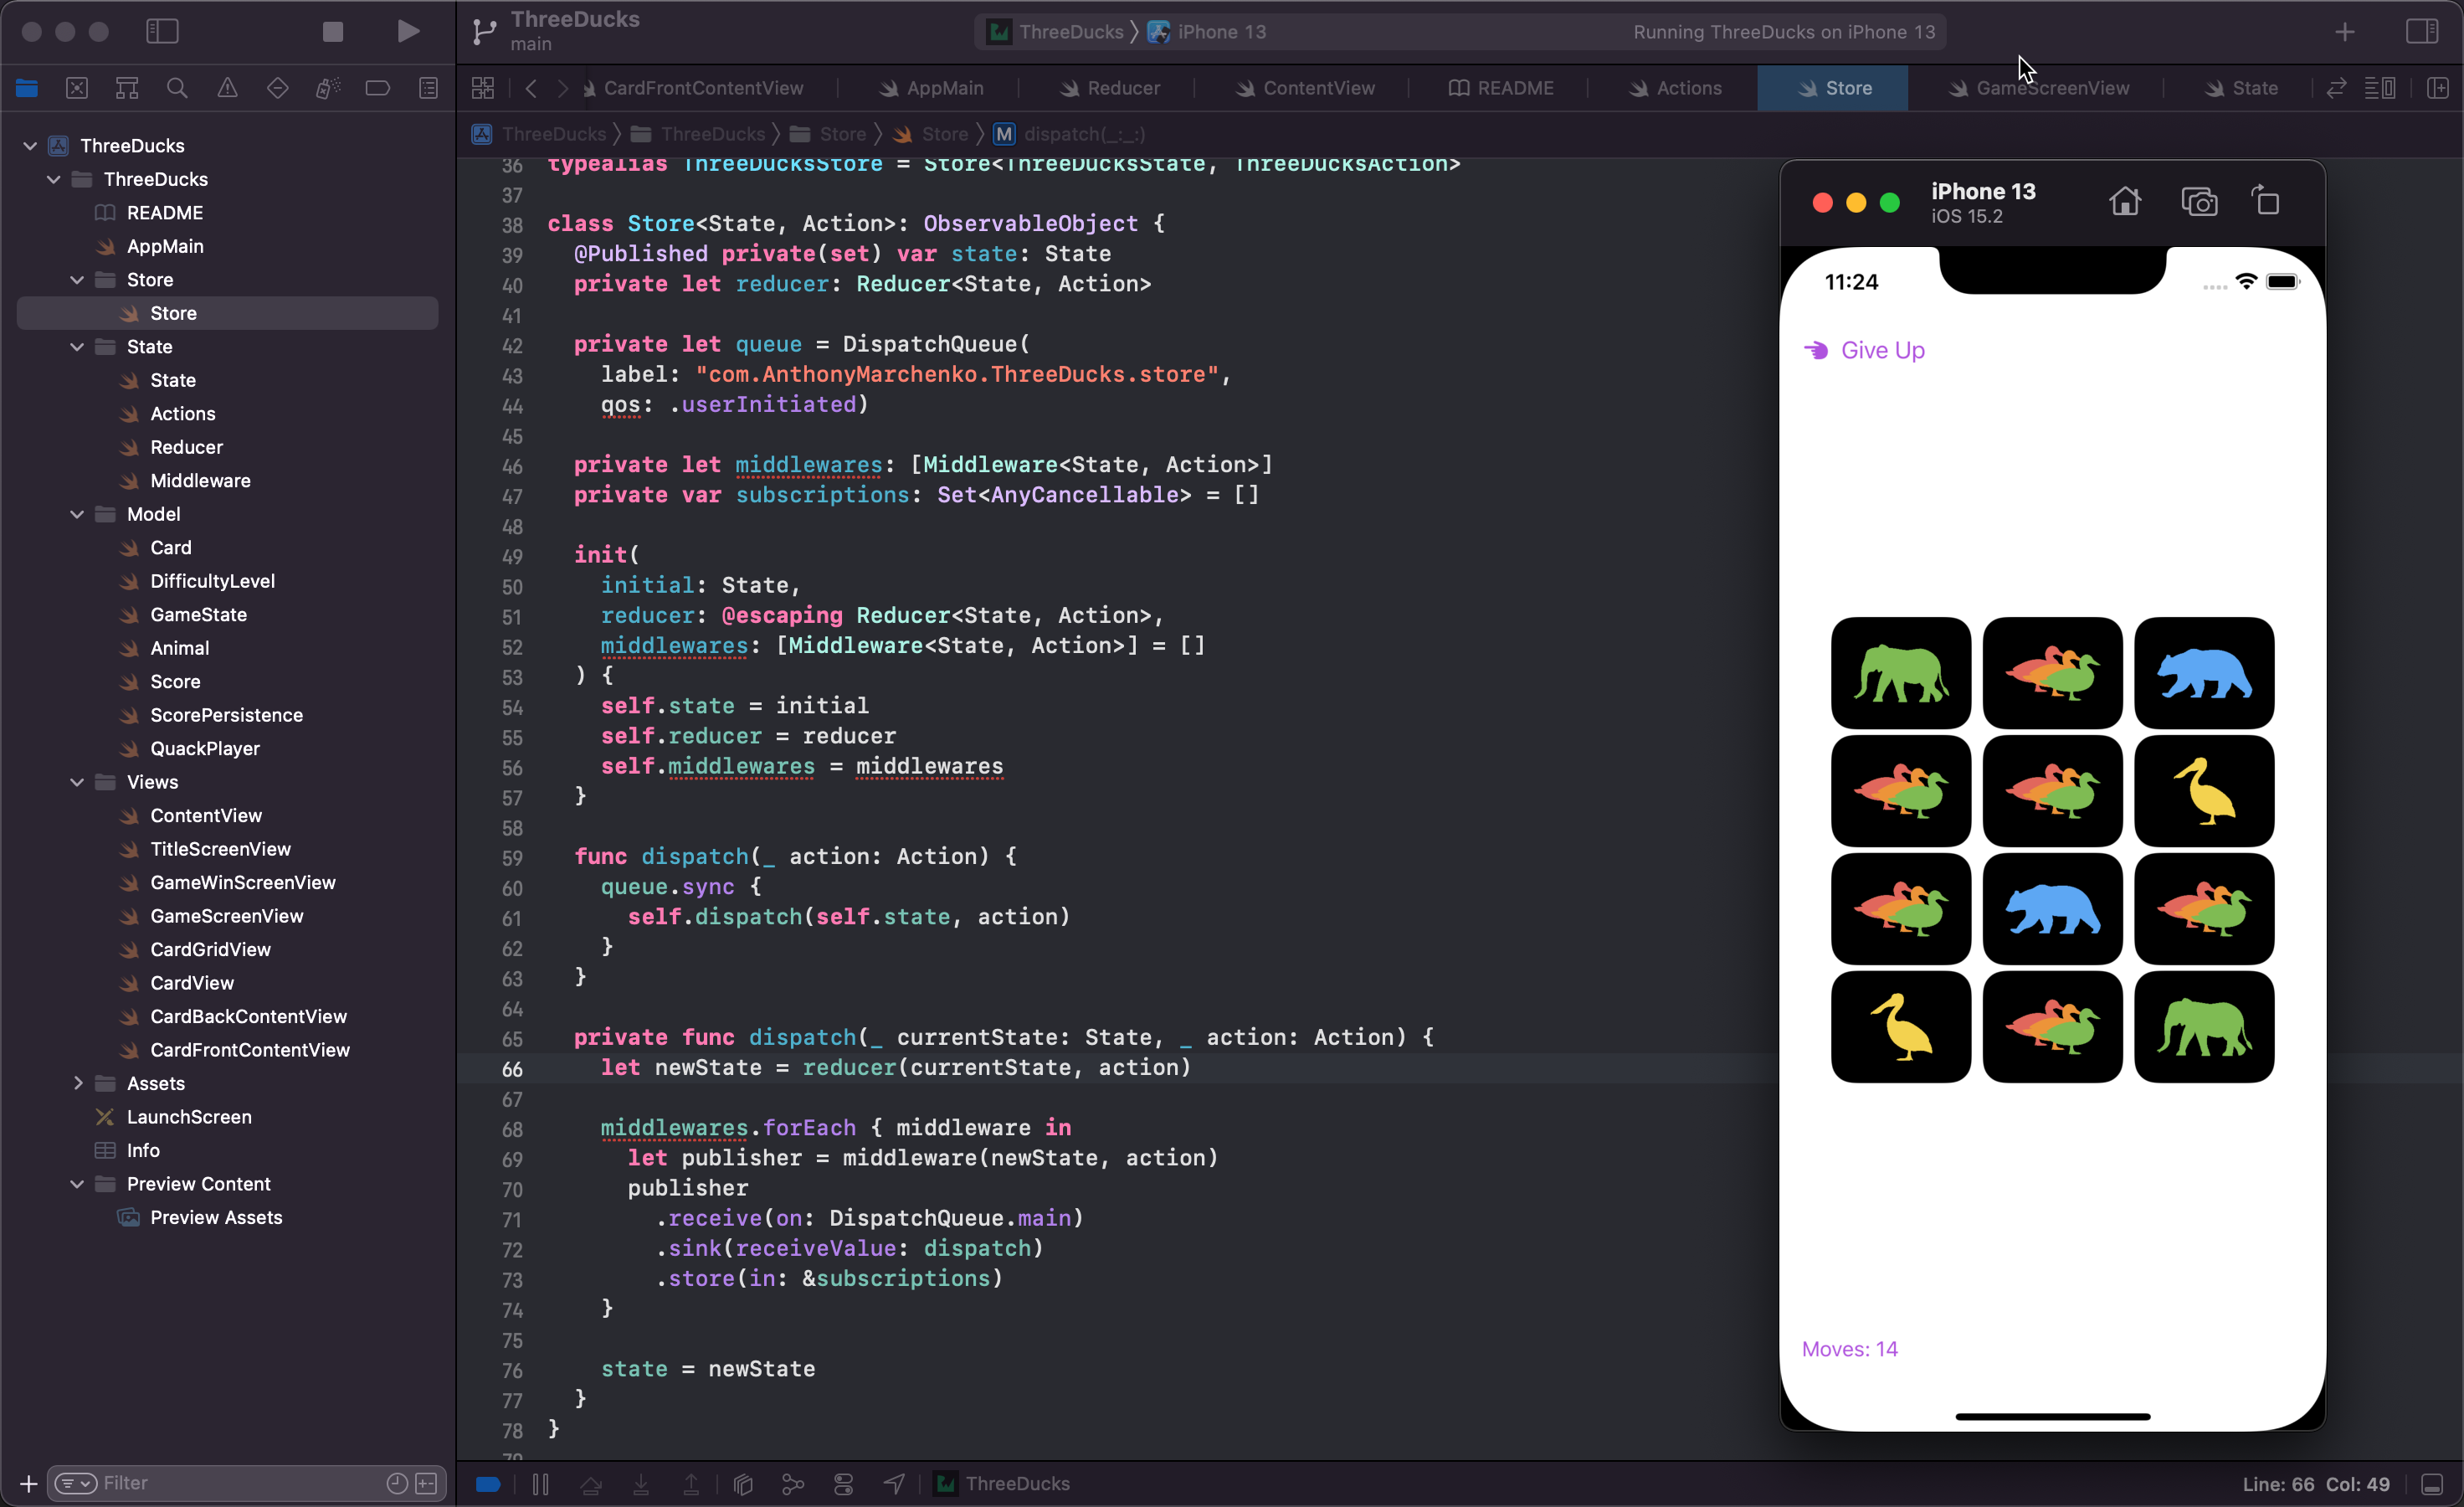 ThreeDucks
main
ThreeDucks
iPhone 13
Running ThreeDucks on iPhone 13
CardFrontContentView
AppMain
Reducer
ContentView
README
Actions
Store
GameScreenView
State
ThreeDucks
ThreeDucks
Store
Store
M
dispatch(_:_:)
ThreeDucks
ThreeDucks
README
AppMain
Store
Store
State
State
Actions
Reducer
Middleware
Model
Card
DifficultyLevel
GameState
Animal
Score
ScorePersistence
QuackPlayer
Views
ContentView
TitleScreenView
GameWinScreenView
GameScreenView
CardGridView
CardView
CardBackContentView
CardFrontContentView
Assets
LaunchScreen
Info
Preview Content
Preview Assets
Filter
36 typealias ThreeDucksStore = Store<ThreeDucksState, ThreeDucksAction>
37
38 class Store<State, Action>: ObservableObject {
39 @Published private(set) var state: State
40 private let reducer: Reducer<State, Action>
41
42 private let queue = DispatchQueue(
43 label: "com.AnthonyMarchenko.ThreeDucks.store",
44 qos: .userInitiated)
45
46 private let middlewares: [Middleware<State, Action>]
47 private var subscriptions: Set<AnyCancellable> = []
48
49 init(
50 initial: State,
51 reducer: @escaping Reducer<State, Action>,
52 middlewares: [Middleware<State, Action>] = []
53 ) {
54 self.state = initial
55 self.reducer = reducer
56 self.middlewares = middlewares
57 }
58
59 func dispatch(_ action: Action) {
60 queue.sync {
61 self.dispatch(self.state, action)
62 }
63 }
64
65 private func dispatch(_ currentState: State, _ action: Action) {
66 let newState = reducer(currentState, action)
67
68 middlewares.forEach { middleware in
69 let publisher = middleware(newState, action)
70 publisher
71 .receive(on: DispatchQueue.main)
72 .sink(receiveValue: dispatch)
73 .store(in: &subscriptions)
74 }
75
76 state = newState
77 }
78 }
iPhone 13
iOS 15.2
11:24
Give Up
Moves: 14
ThreeDucks
Line: 66 Col: 49